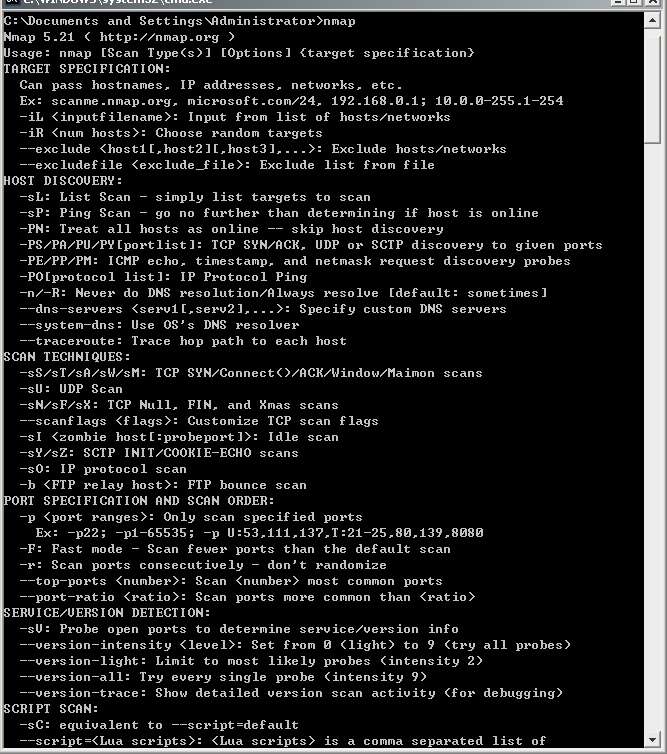 C:\WINDOWS\system32\cmd.exe
C:\Documents and Settings\Administrator>nmap
Nmap 5.21 ( http://nmap.org )
Usage: nmap [Scan Type(s)] [Options] {target specification}
TARGET SPECIFICATION:
  Can pass hostnames, IP addresses, networks, etc.
  Ex: scanme.nmap.org, microsoft.com/24, 192.168.0.1; 10.0.0-255.1-254
  -iL <inputfilename>: Input from list of hosts/networks
  -iR <num hosts>: Choose random targets
  --exclude <host1[,host2][,host3],...>: Exclude hosts/networks
  --excludefile <exclude_file>: Exclude list from file
HOST DISCOVERY:
  -sL: List Scan - simply list targets to scan
  -sP: Ping Scan - go no further than determining if host is online
  -PN: Treat all hosts as online -- skip host discovery
  -PS/PA/PU/PY[portlist]: TCP SYN/ACK, UDP or SCTP discovery to given ports
  -PE/PP/PM: ICMP echo, timestamp, and netmask request discovery probes
  -PO[protocol list]: IP Protocol Ping
  -n/-R: Never do DNS resolution/Always resolve [default: sometimes]
  --dns-servers <serv1[,serv2],...>: Specify custom DNS servers
  --system-dns: Use OS's DNS resolver
  --traceroute: Trace hop path to each host
SCAN TECHNIQUES:
  -sS/sT/sA/sW/sM: TCP SYN/Connect()/ACK/Window/Maimon scans
  -sU: UDP Scan
  -sN/sF/sX: TCP Null, FIN, and Xmas scans
  --scanflags <flags>: Customize TCP scan flags
  -sI <zombie host[:probeport]>: Idle scan
  -sY/sZ: SCTP INIT/COOKIE-ECHO scans
  -sO: IP protocol scan
  -b <FTP relay host>: FTP bounce scan
PORT SPECIFICATION AND SCAN ORDER:
  -p <port ranges>: Only scan specified ports
    Ex: -p22; -p1-65535; -p U:53,111,137,T:21-25,80,139,8080
  -F: Fast mode - Scan fewer ports than the default scan
  -r: Scan ports consecutively - don't randomize
  --top-ports <number>: Scan <number> most common ports
  --port-ratio <ratio>: Scan ports more common than <ratio>
SERVICE/VERSION DETECTION:
  -sV: Probe open ports to determine service/version info
  --version-intensity <level>: Set from 0 (light) to 9 (try all probes)
  --version-light: Limit to most likely probes (intensity 2)
  --version-all: Try every single probe (intensity 9)
  --version-trace: Show detailed version scan activity (for debugging)
SCRIPT SCAN:
  -sC: equivalent to --script=default
  --script=<Lua scripts>: <Lua scripts> is a comma separated list of